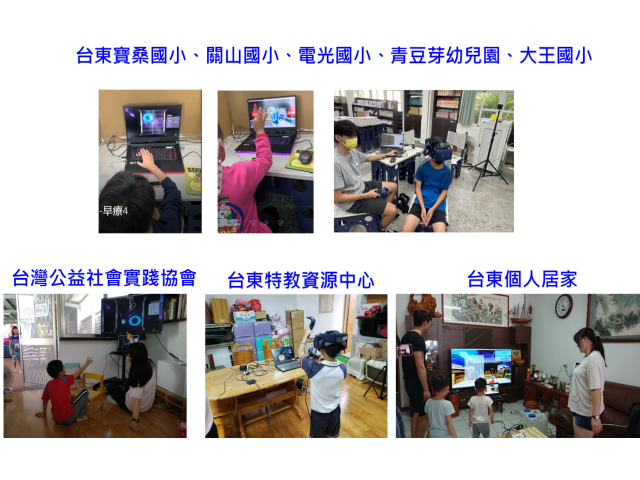 台東寶桑國小、關山國小、電光國小、青豆芽幼兒園、大王國小
-早療4
台灣公益社會實踐協會
台東特教資源中心
台東個人居家